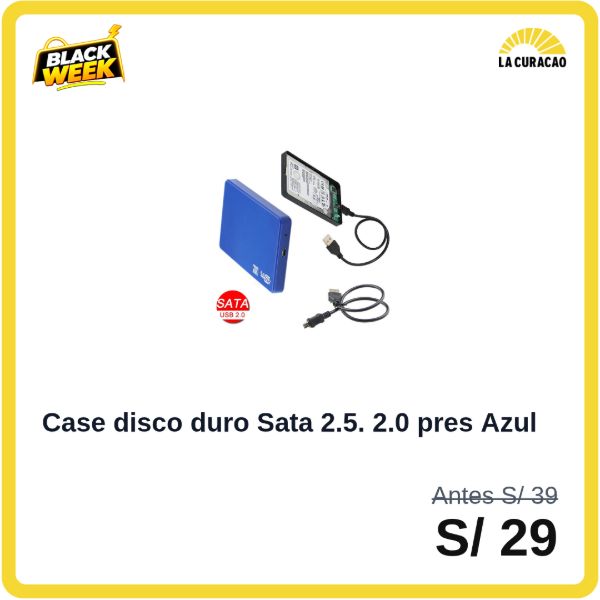 BLACK
WEEK
LA CURACAO
SATA
USB 2.0
Case disco duro Sata 2.5. 2.0 pres Azul
Antes S/ 39
S/ 29